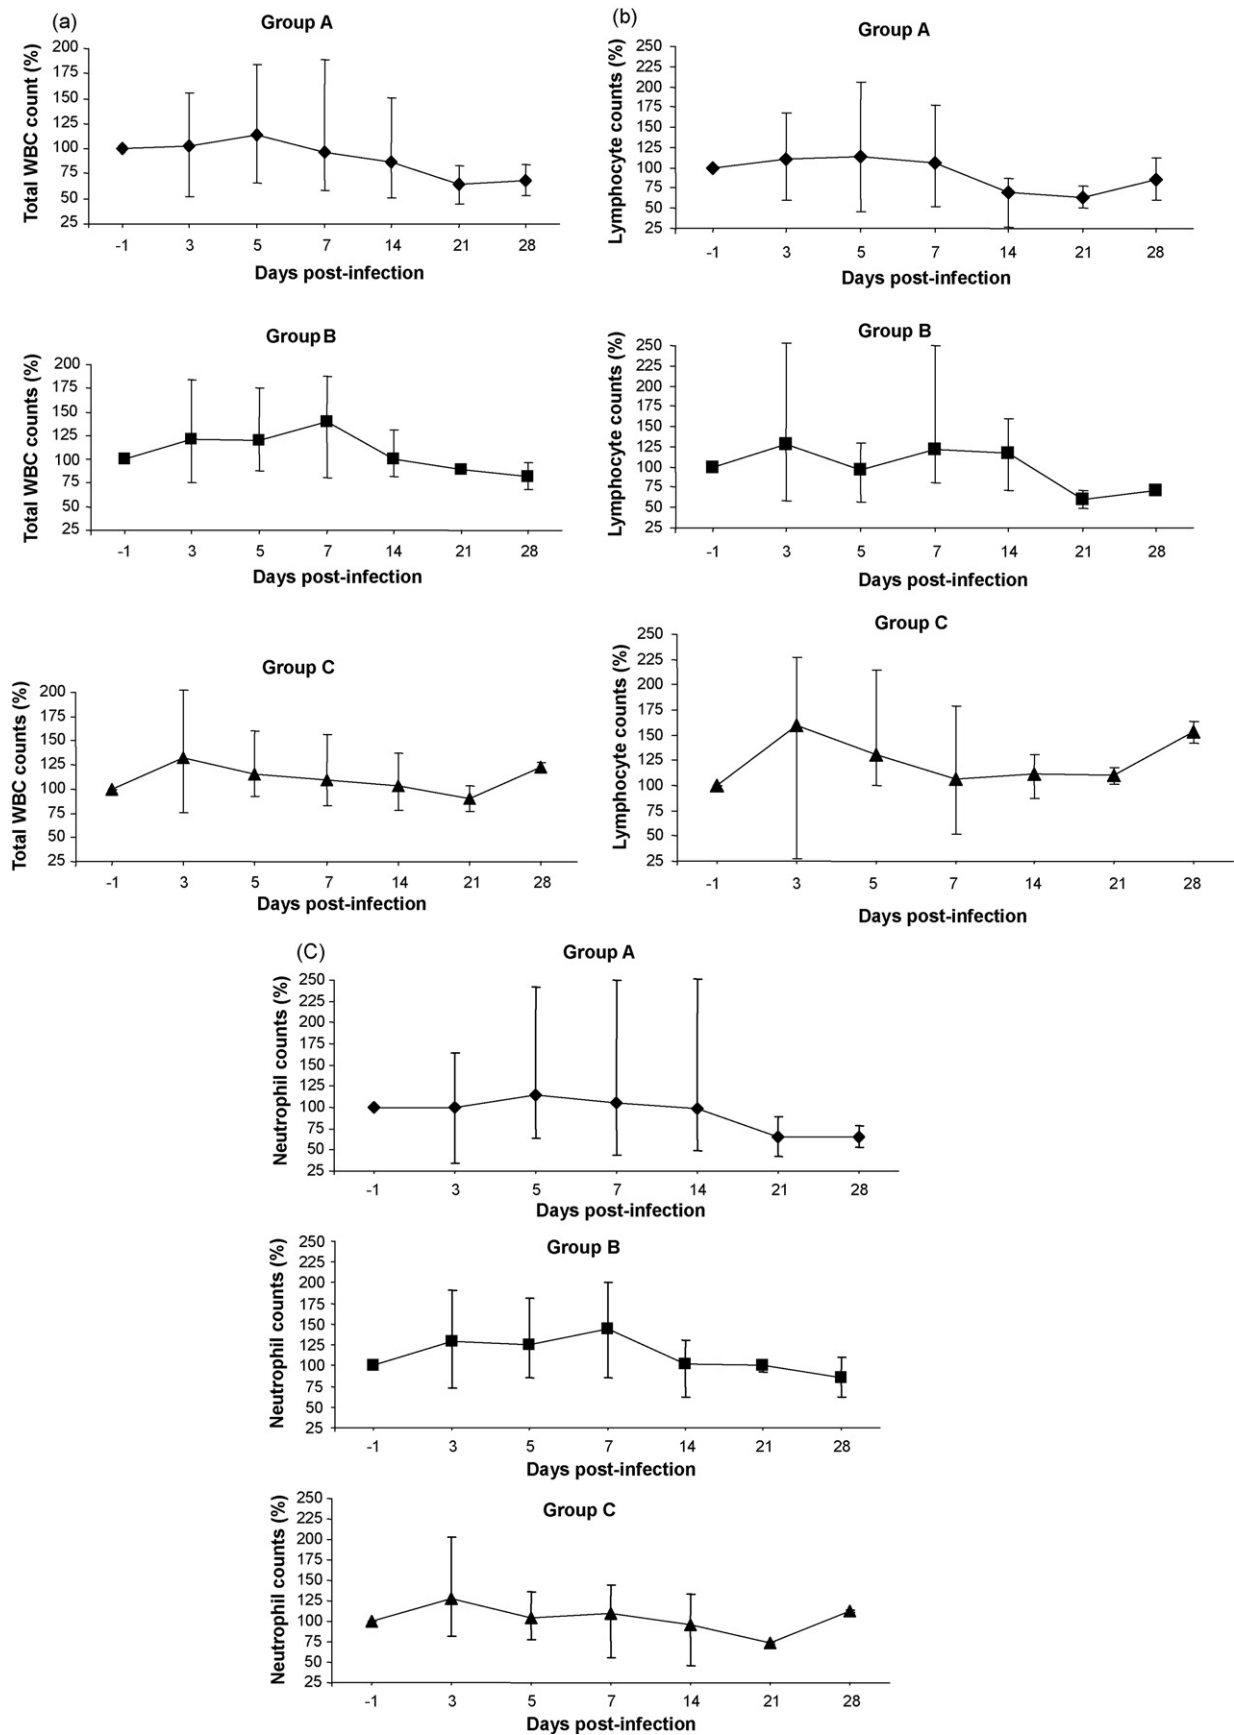 (a)
Group A
Total WBC count (%)
200
175
150
125
100
75
50
25
-1 3 5 7 14 21 28
Days post-infection
Group B
Total WBC counts (%)
200
175
150
125
100
75
50
25
-1 3 5 7 14 21 28
Days post-infection
Group C
Total WBC counts (%)
200
175
150
125
100
75
50
25
-1 3 5 7 14 21 28
Days post-infection
(b)
Group A
Lymphocyte counts (%)
250
225
200
175
150
125
100
75
50
25
-1 3 5 7 14 21 28
Days post-infection
Group B
Lymphocyte counts (%)
250
225
200
175
150
125
100
75
50
25
-1 3 5 7 14 21 28
Days post-infection
Group C
Lymphocyte counts (%)
250
225
200
175
150
125
100
75
50
25
-1 3 5 7 14 21 28
Days post-infection
(C)
Group A
Neutrophil counts (%)
250
225
200
175
150
125
100
75
50
25
-1 3 5 7 14 21 28
Days post-infection
Group B
Neutrophil counts (%)
250
225
200
175
150
125
100
75
50
25
-1 3 5 7 14 21 28
Days post-infection
Group C
Neutrophil counts (%)
250
225
200
175
150
125
100
75
50
25
-1 3 5 7 14 21 28
Days post-infection